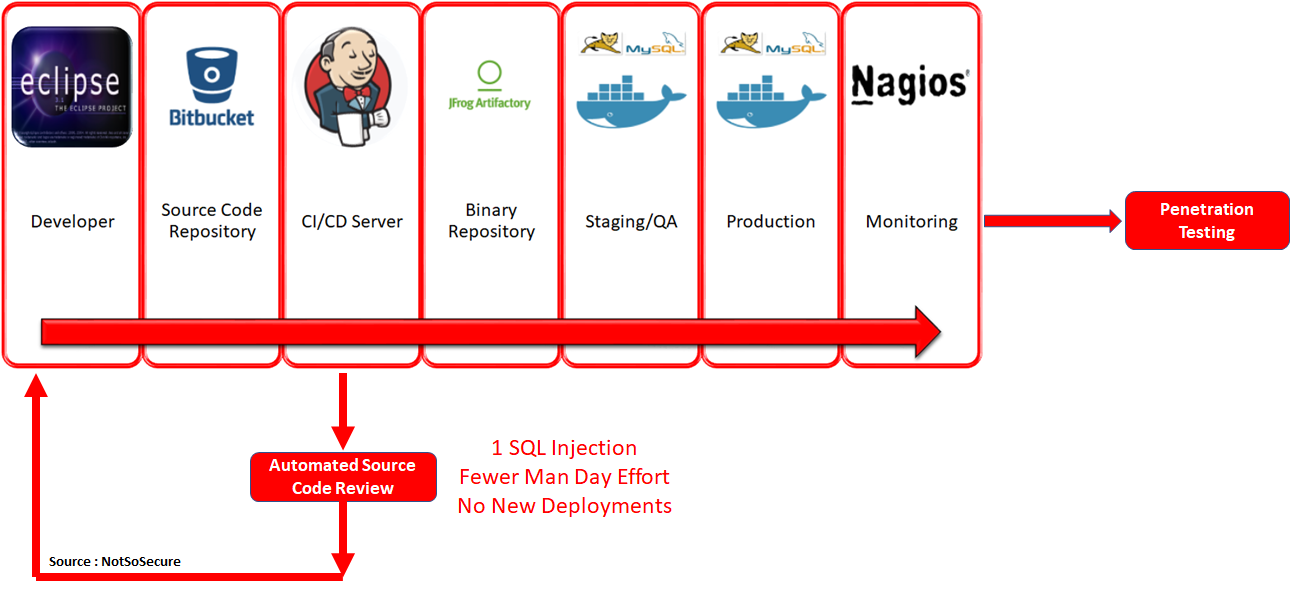 eclipse
3.1
THE ECLIPSE PROJECT
Bitbucket
JFrog Artifactory
MySQL
MySQL
Nagios®
Developer
Source Code
Repository
CI/CD Server
Binary
Repository
Staging/QA
Production
Monitoring
Penetration
Testing
Automated Source
Code Review
1 SQL Injection
Fewer Man Day Effort
No New Deployments
Source : NotSoSecure